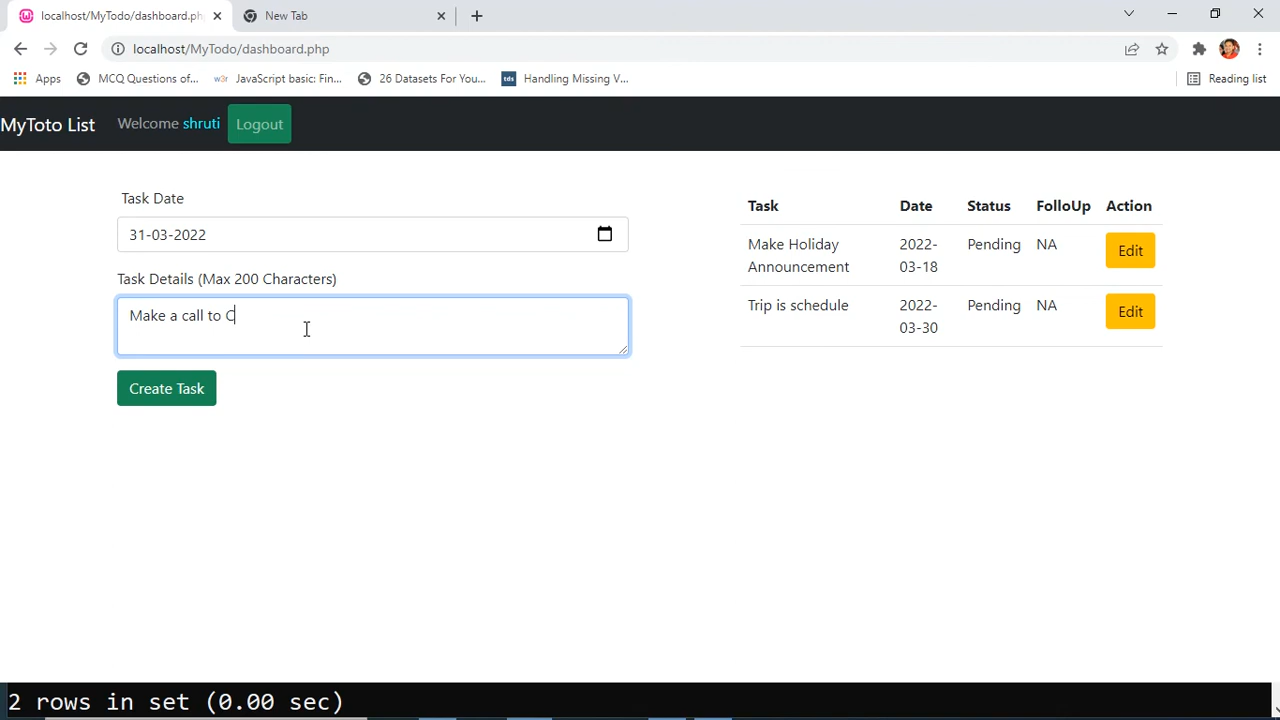 localhost/MyTodo/dashboard.ph
New Tab
localhost/MyTodo/dashboard.php
Apps
MCQ Questions of...
w3r
JavaScript basic: Fin...
26 Datasets For You...
tds
Handling Missing V...
Reading list
MyToto List
Welcome shruti
Logout
Task Date
31-03-2022
Task Details (Max 200 Characters)
Make a call to C
Create Task
Task Date Status FolloUp Action
Make Holiday 2022- Pending NA Edit
Announcement 03-18
Trip is schedule 2022- Pending NA Edit
03-30
2 rows in set (0.00 sec)